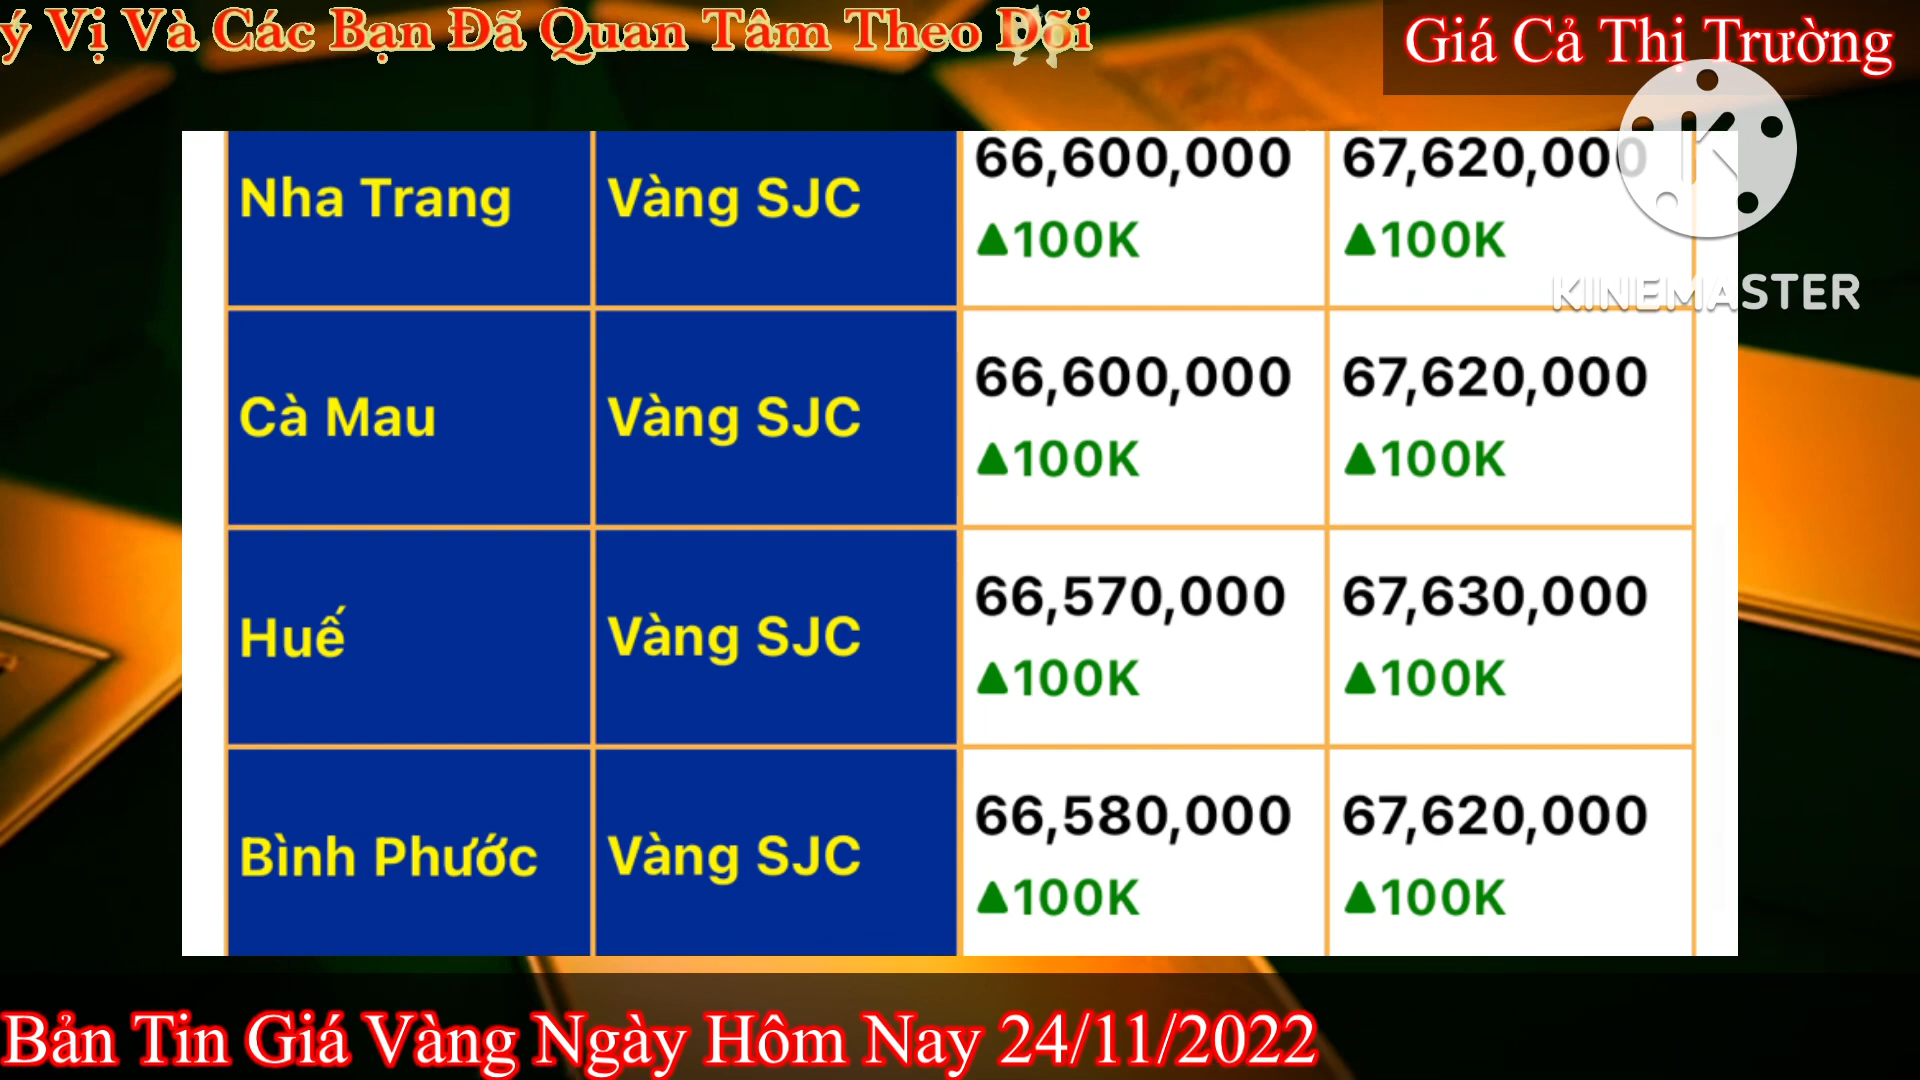 ý Vị Và Các Bạn Đã Quan Tâm Theo Dõi
Giá Cả Thị Trường
KINEMASTER
Nha Trang Vàng SJC 66,600,000 67,620,000
▲100K ▲100K
Cà Mau Vàng SJC 66,600,000 67,620,000
▲100K ▲100K
Huế Vàng SJC 66,570,000 67,630,000
▲100K ▲100K
Bình Phước Vàng SJC 66,580,000 67,620,000
▲100K ▲100K
Bản Tin Giá Vàng Ngày Hôm Nay 24/11/2022